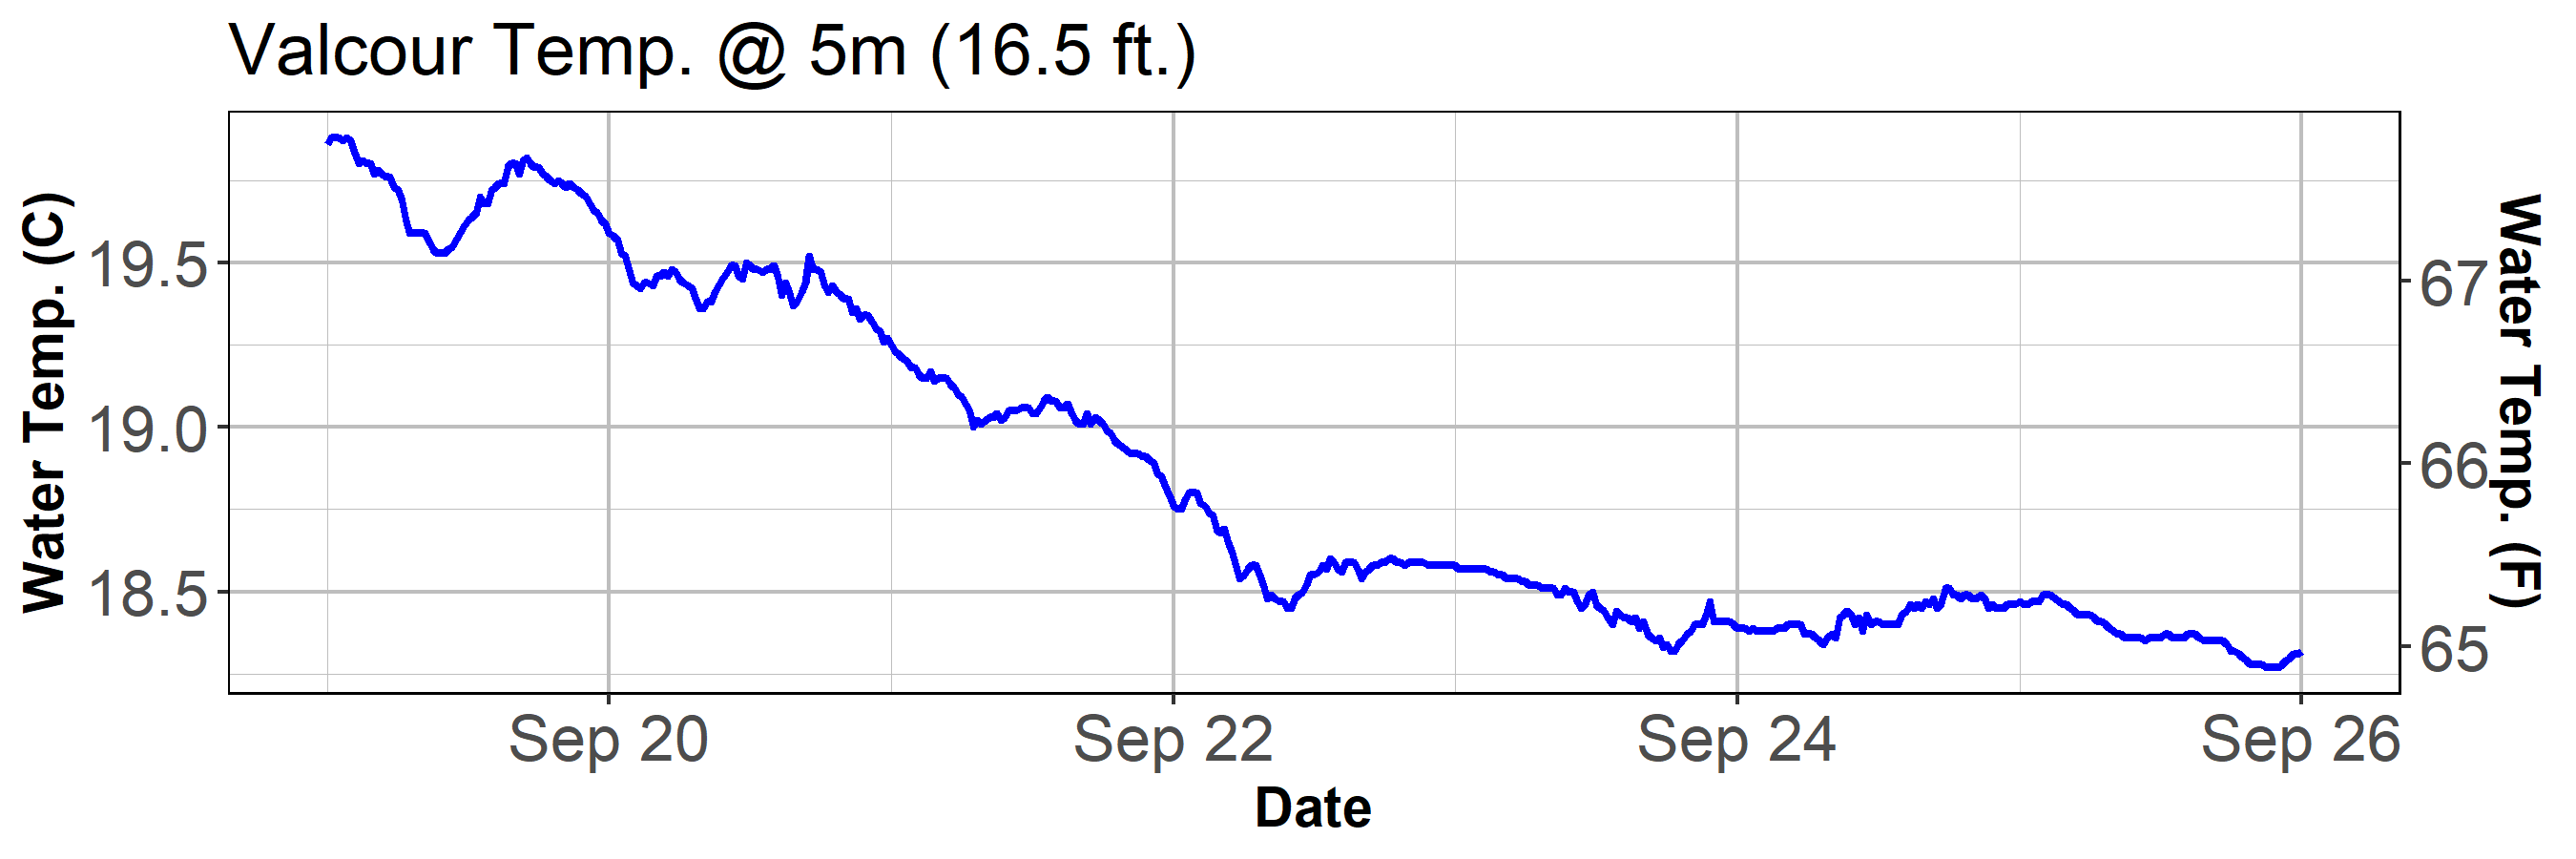 Valcour Temp. @ 5m (16.5 ft.)
Water Temp. (C)
19.5
19.0
18.5
67
66
65
Water Temp. (F)
Sep 20
Sep 22
Sep 24
Sep 26
Date